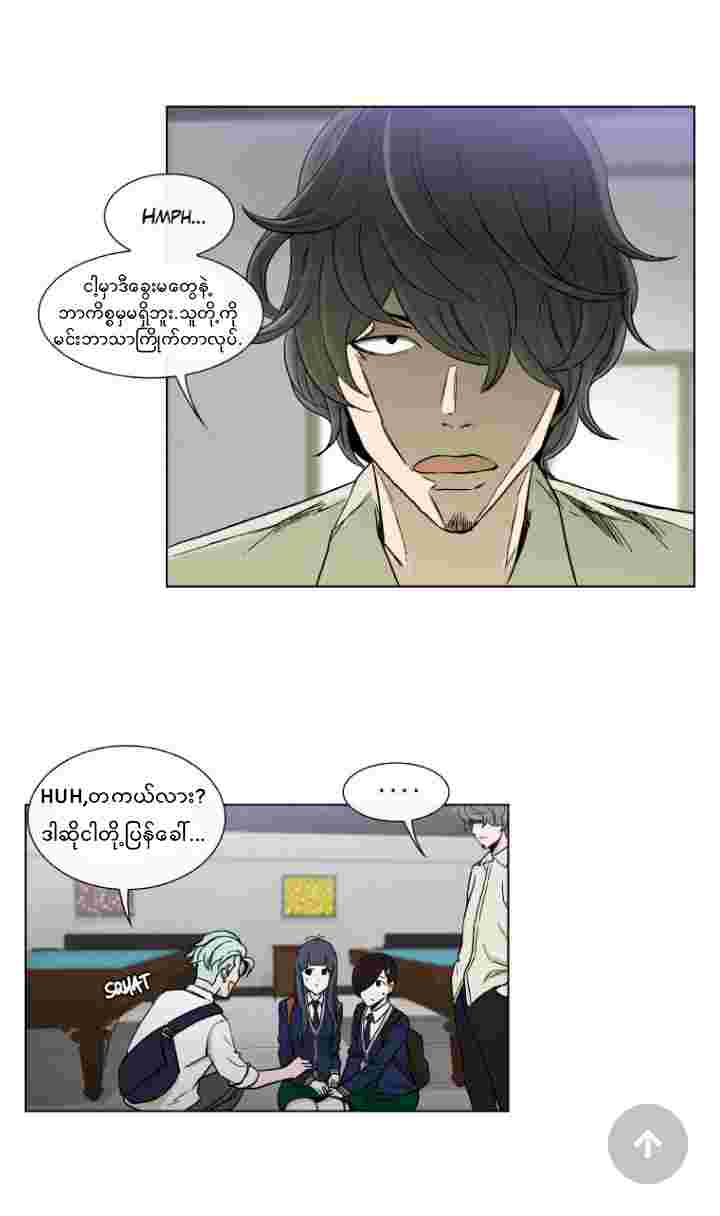 HMPH...
ငါ့မှာဒီခွေးမတွေနဲ့
ဘာကိစ္စမှမရှိဘူး.သူတို့ကို
မင်းဘာသာကြိုက်တာလုပ်.
HUH,တကယ်လား?
ဒါဆိုငါတို့ပြန်ခေါ်...
....
SQUAT